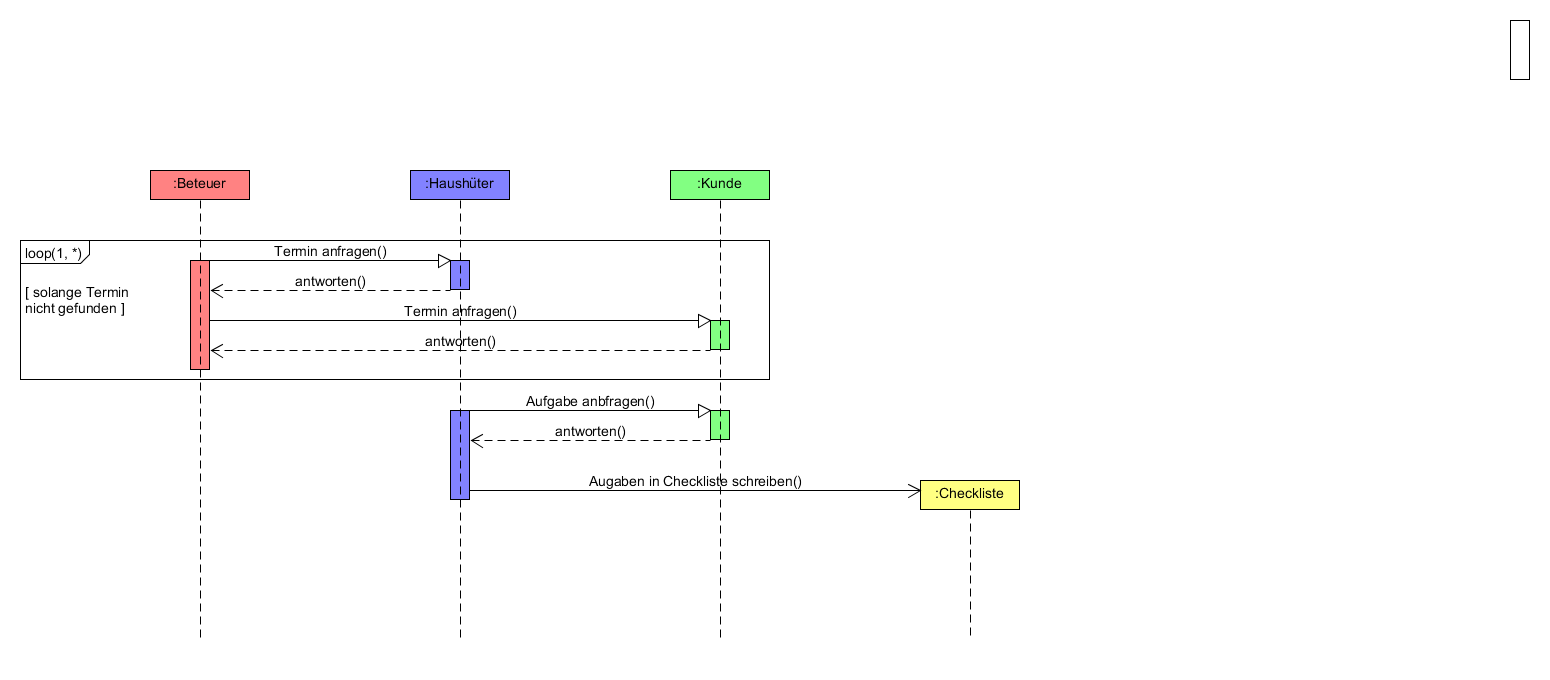 :Beteuer
:Haushüter
:Kunde
loop(1, *)
Termin anfragen()
antworten()
[ solange Termin
nicht gefunden ]
Termin anfragen()
antworten()
Aufgabe anbfragen()
antworten()
Augaben in Checkliste schreiben()
:Checkliste